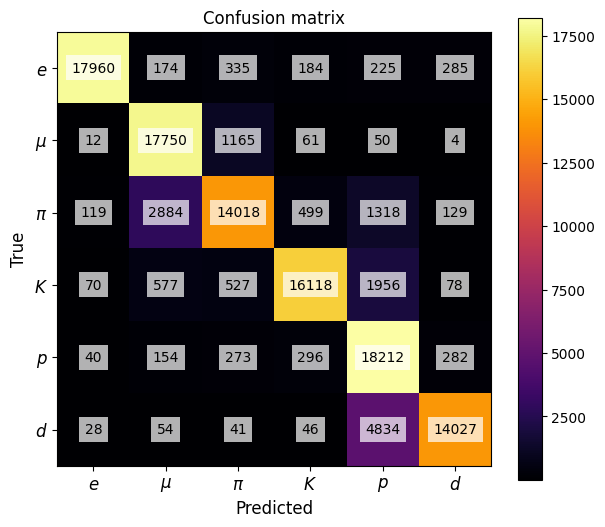 Confusion matrix
True
e 17960 174 335 184 225 285
μ 12 17750 1165 61 50 4
π 119 2884 14018 499 1318 129
K 70 577 527 16118 1956 78
p 40 154 273 296 18212 282
d 28 54 41 46 4834 14027
e μ π K p d
Predicted
17500
15000
12500
10000
7500
5000
2500